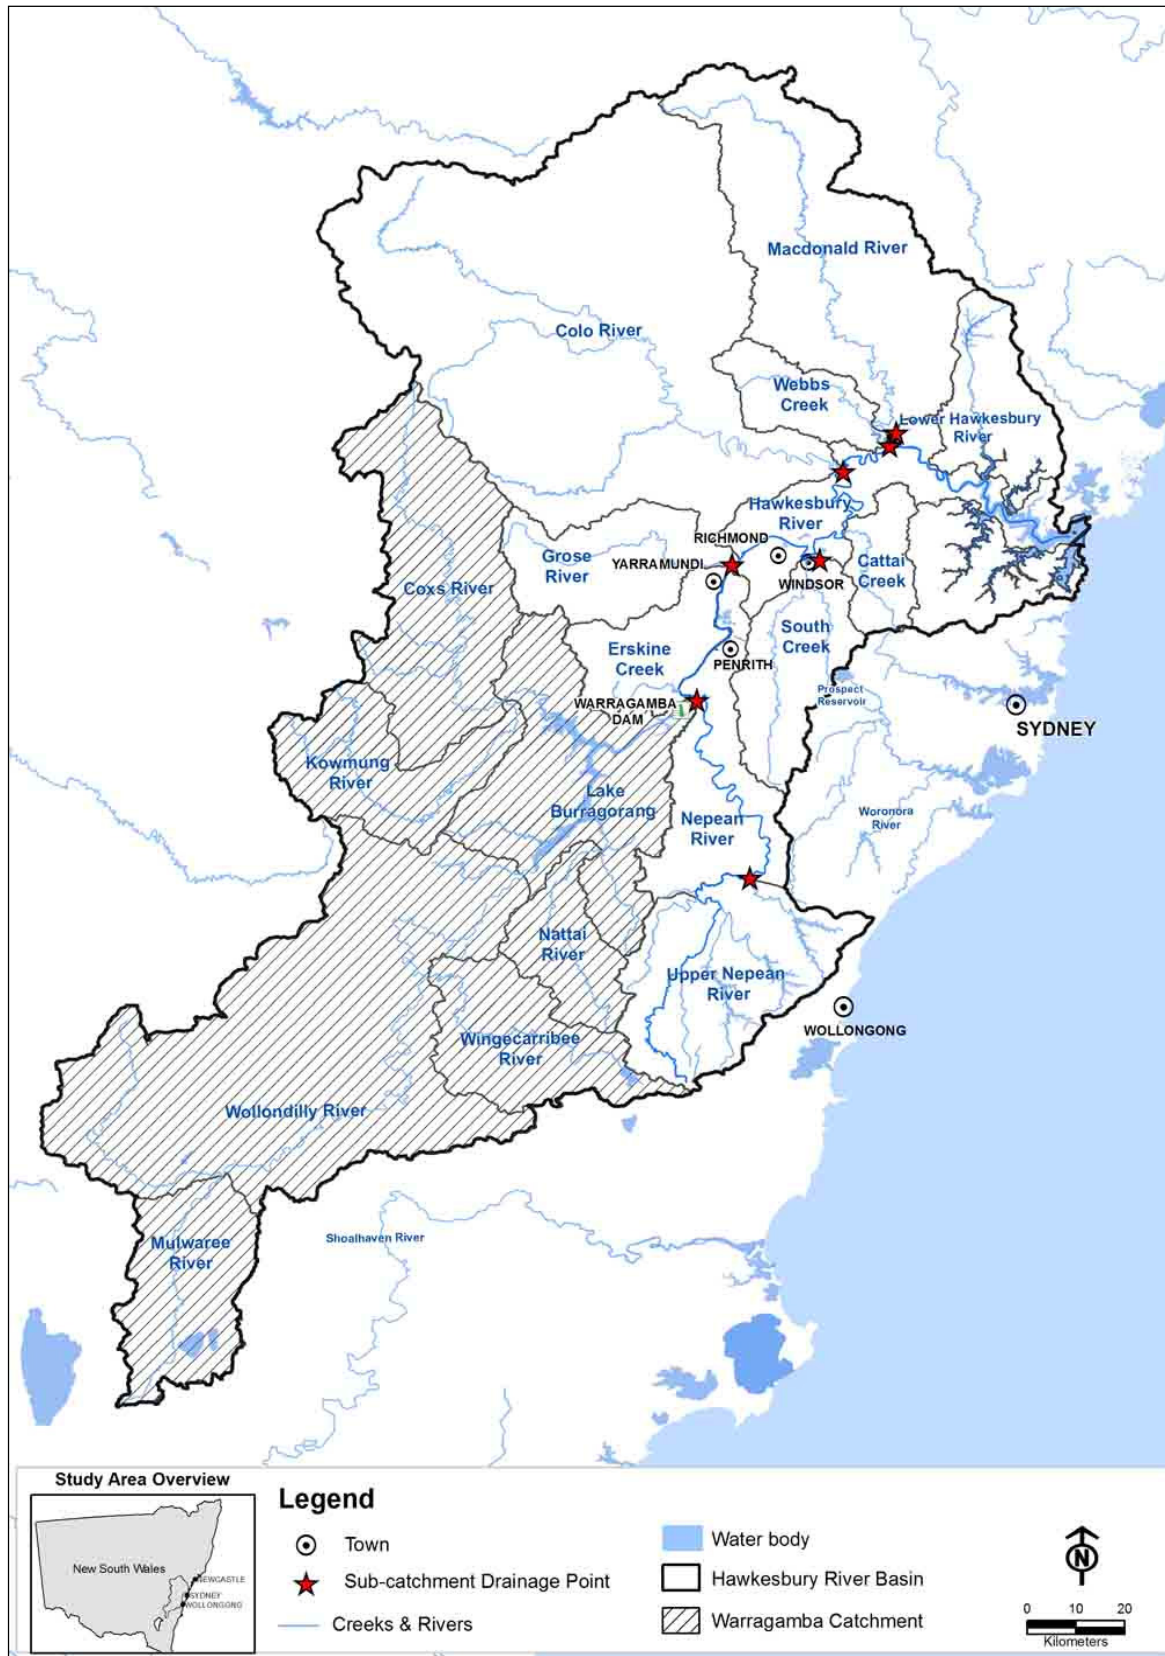 Macdonald River
Colo River
Webbs
Creek
Lower Hawkesbury
River
Hawkesbury
River
RICHMOND
Grose
River
YARRAMUNDI
WINDSOR
Cattai
Creek
Coxs River
South
Creek
Erskine
Creek
PENRITH
Prospect
Reservoir
WARRAGAMBA
DAM
SYDNEY
Kowmung
River
Lake
Burragorang
Nepean
River
Woronora
River
Nattai
River
Upper Nepean
River
WOLLONGONG
Wingecarribee
River
Wollondilly River
Mulwaree
River
Shoalhaven River
Study Area Overview
New South Wales
NEWCASTLE
SYDNEY
WOLLONGONG
Legend
Town
Sub-catchment Drainage Point
Creeks & Rivers
Water body
Hawkesbury River Basin
Warragamba Catchment
N
0 10 20
Kilometers